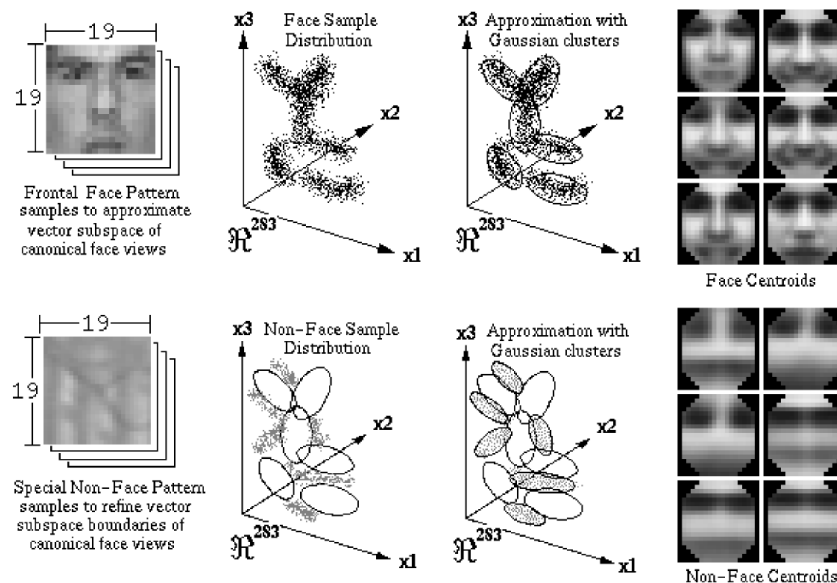 19
19
Frontal Face Pattern
samples to approximate
vector subspace of
canonical face views
x3
Face Sample
Distribution
x2
ℜ283
x1
x3
Approximation with
Gaussian clusters
x2
ℜ283
x1
Face Centroids
19
19
Special Non-Face Pattern
samples to refine vector
subspace boundaries of
canonical face views
x3
Non-Face Sample
Distribution
x2
ℜ283
x1
x3
Approximation with
Gaussian clusters
x2
ℜ283
x1
Non-Face Centroids